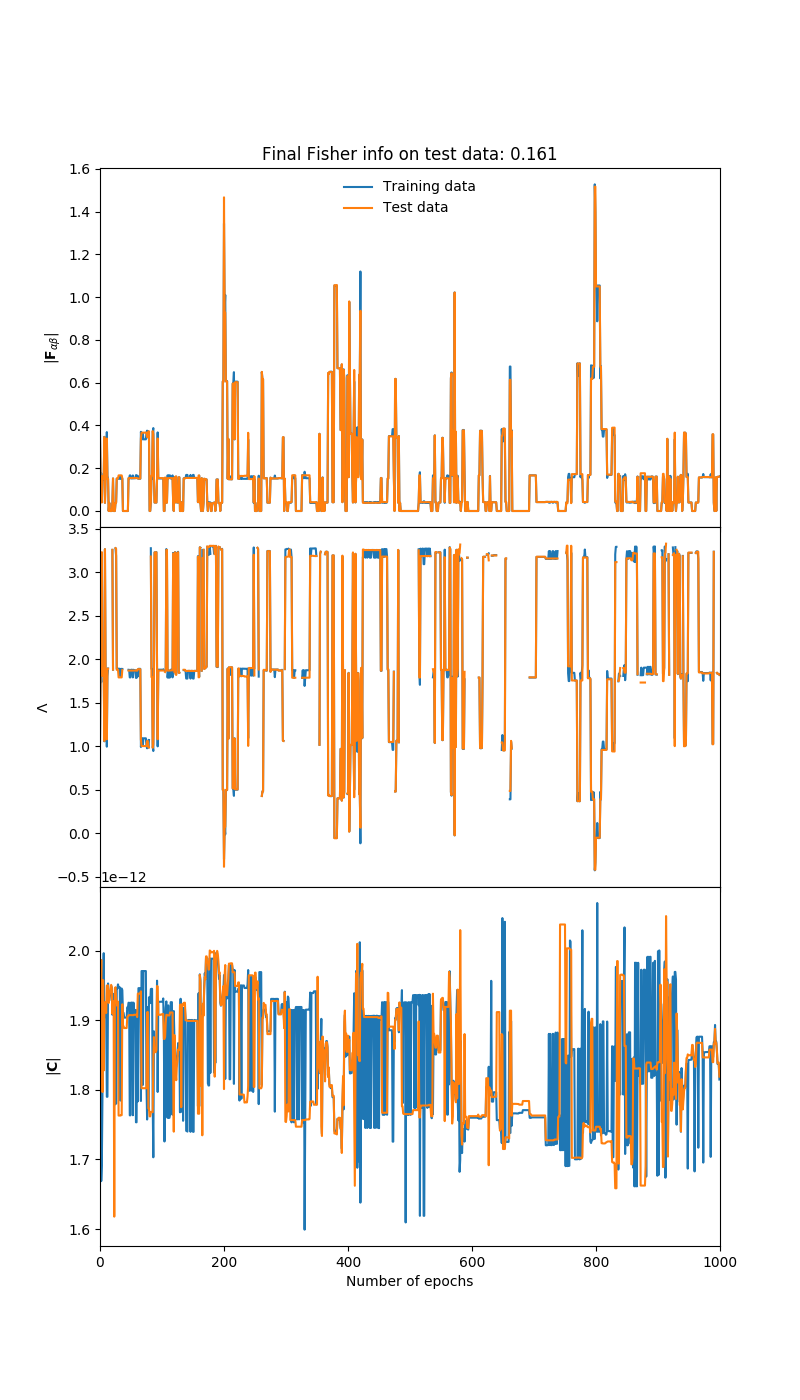 Final Fisher info on test data: 0.161
Training data
Test data
|F_{αβ}|
1.6
1.4
1.2
1.0
0.8
0.6
0.4
0.2
0.0
Λ
3.5
3.0
2.5
2.0
1.5
1.0
0.5
0.0
−0.5
1e−12
|C|
2.0
1.9
1.8
1.7
1.6
0 200 400 600 800 1000
Number of epochs